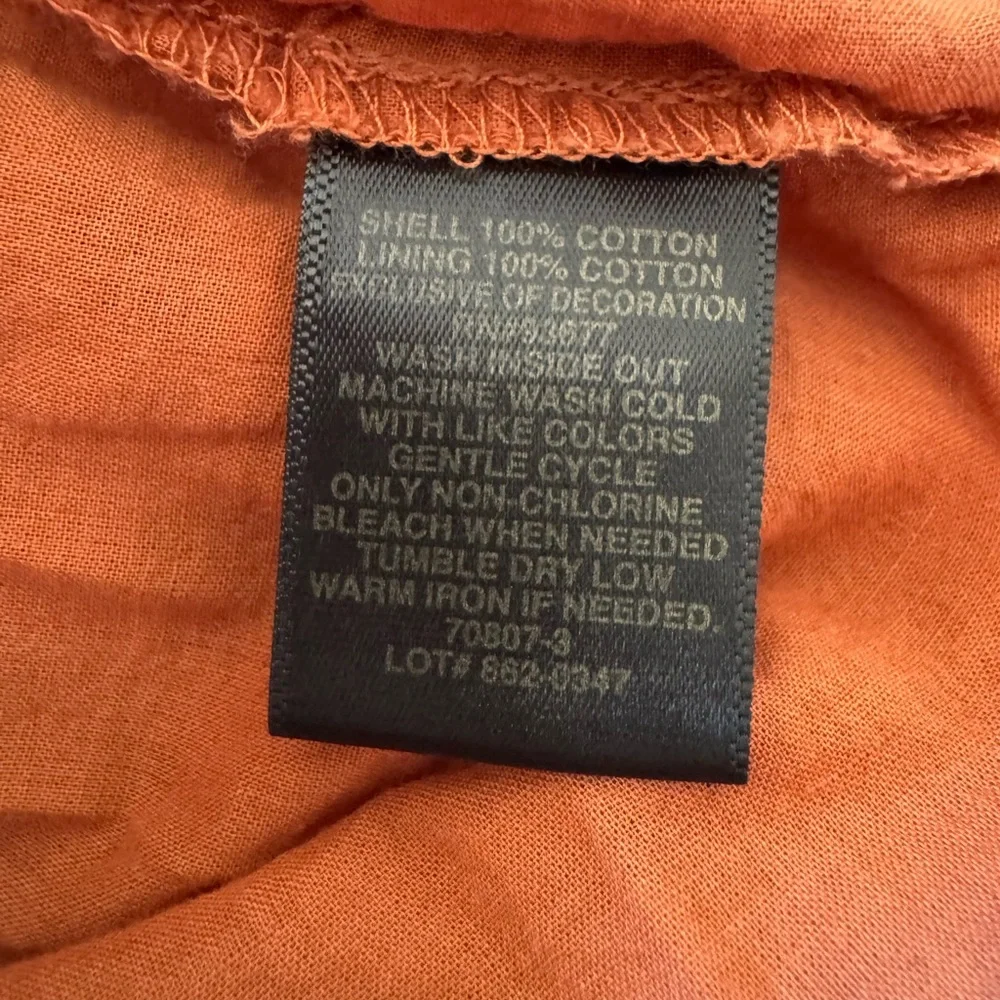 SHELL 100% COTTON
LINING 100% COTTON
EXCLUSIVE OF DECORATION
RN#93677
WASH INSIDE OUT
MACHINE WASH COLD
WITH LIKE COLORS
GENTLE CYCLE
ONLY NON-CHLORINE
BLEACH WHEN NEEDED
TUMBLE DRY LOW
WARM IRON IF NEEDED.
70807-3
LOT# 862-9347